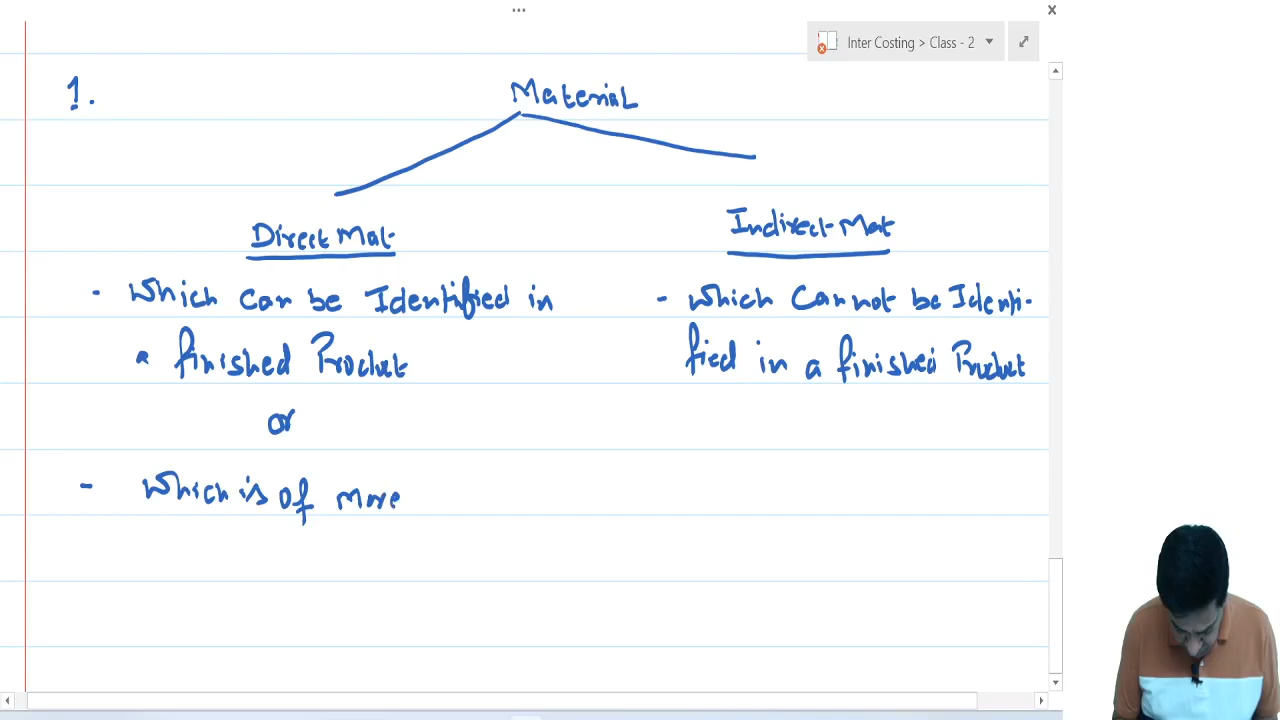 ...
Inter Costing > Class - 2
1.
Material
Direct Mat.
Indirect Mat
- Which can be Identified in
a finished Product
or
- Which is of more
- which Cannot be Identi-
fied in a finished Product